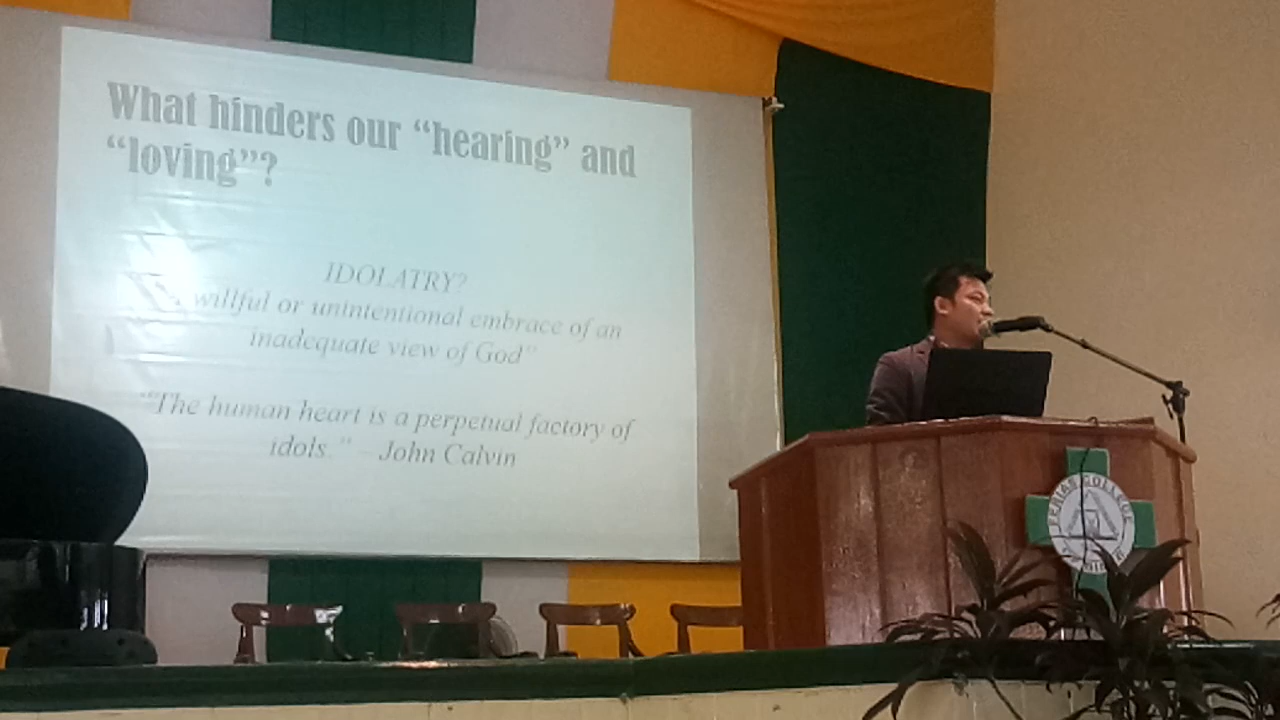 What hinders our “hearing” and
“loving”?
IDOLATRY?
willful or unintentional embrace of an
inadequate view of God”
“The human heart is a perpetual factory of
idols.” – John Calvin
COLLEGE